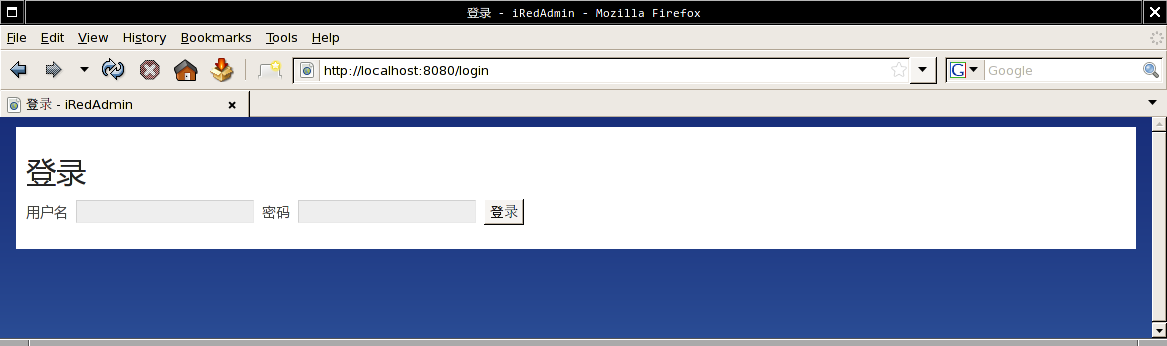 登录 - iRedAdmin - Mozilla Firefox
File Edit View History Bookmarks Tools Help
http://localhost:8080/login
G Google
登录 - iRedAdmin
登录
用户名 密码 登录